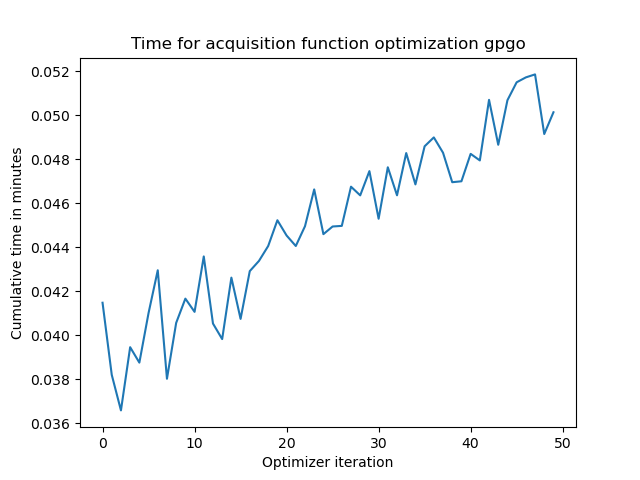 Time for acquisition function optimization gpgo
0.052
0.050
0.048
0.046
0.044
0.042
0.040
0.038
0.036
Cumulative time in minutes
0 10 20 30 40 50
Optimizer iteration